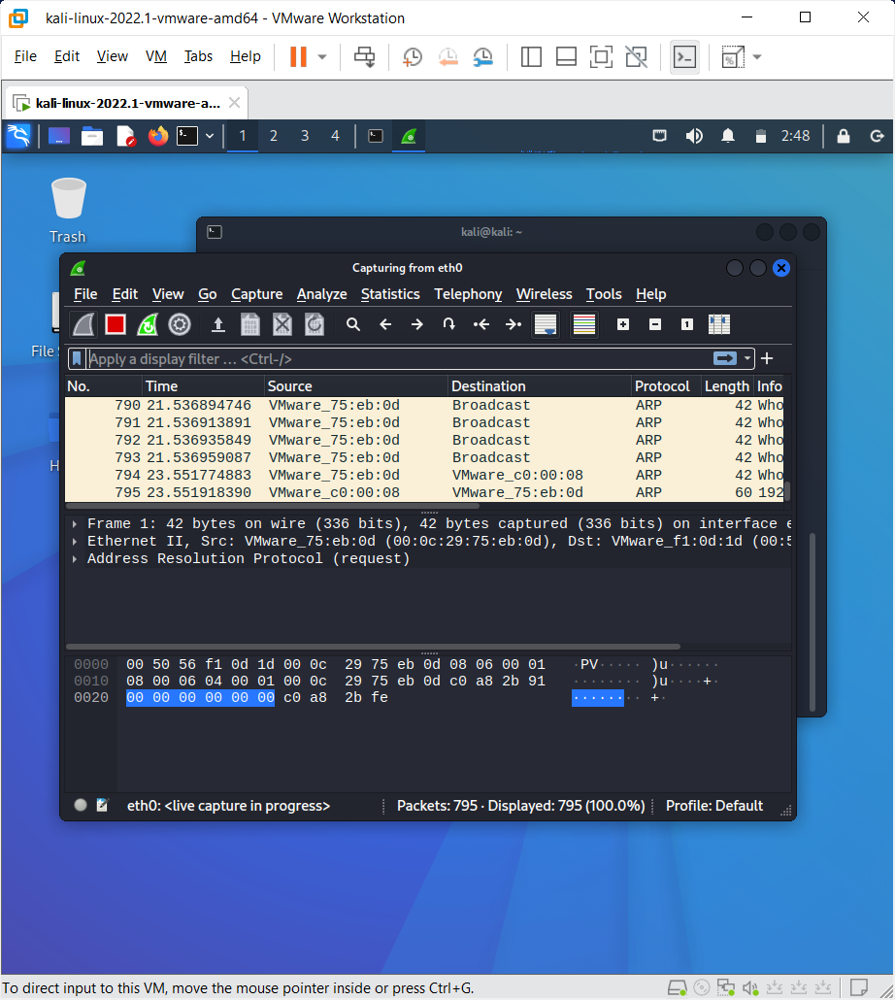 kali-linux-2022.1-vmware-amd64 - VMware Workstation
File Edit View VM Tabs Help
kali-linux-2022.1-vmware-a...
1 2 3 4 2:48
Trash
kali@kali: ~
Capturing from eth0
File Edit View Go Capture Analyze Statistics Telephony Wireless Tools Help
File S
Apply a display filter ... <Ctrl-/>
No. Time Source Destination Protocol Length Info
790 21.536894746 VMware_75:eb:0d Broadcast ARP 42 Who
791 21.536913891 VMware_75:eb:0d Broadcast ARP 42 Who
792 21.536935849 VMware_75:eb:0d Broadcast ARP 42 Who
793 21.536959087 VMware_75:eb:0d Broadcast ARP 42 Who
H
794 23.551774883 VMware_75:eb:0d VMware_c0:00:08 ARP 42 Who
795 23.551918390 VMware_c0:00:08 VMware_75:eb:0d ARP 60 192
Frame 1: 42 bytes on wire (336 bits), 42 bytes captured (336 bits) on interface e
Ethernet II, Src: VMware_75:eb:0d (00:0c:29:75:eb:0d), Dst: VMware_f1:0d:1d (00:5
Address Resolution Protocol (request)
0000 00 50 56 f1 0d 1d 00 0c 29 75 eb 0d 08 06 00 01 ·PV····· )u······
0010 08 00 06 04 00 01 00 0c 29 75 eb 0d c0 a8 2b 91 ········ )u····+·
0020 00 00 00 00 00 00 c0 a8 2b fe ········ +·
eth0: <live capture in progress> Packets: 795 · Displayed: 795 (100.0%) Profile: Default
To direct input to this VM, move the mouse pointer inside or press Ctrl+G.